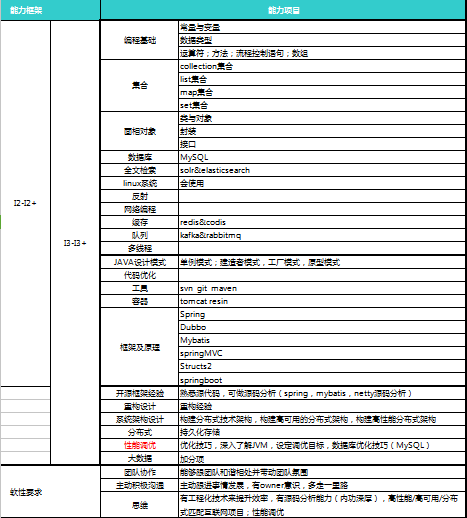 能力框架 能力项目
I2-I2+
I3-I3+
编程基础
常量与变量
数据类型
运算符；方法；流程控制语句；数组
集合
collection集合
list集合
map集合
set集合
面相对象
类与对象
封装
接口
数据库 MySQL
全文检索 solr&elasticsearch
linux系统 会使用
反射
网络编程
缓存 redis&codis
队列 kafka&rabbitmq
多线程
JAVA设计模式 单例模式；建造者模式，工厂模式，原型模式
代码优化
工具 svn git maven
容器 tomcat resin
框架及原理
Spring
Dubbo
Mybatis
springMVC
Structs2
springboot
开源框架经验 熟悉源代码，可做源码分析（spring，mybatis，netty源码分析）
重构设计 重构经验
系统架构设计 构建分布式技术架构，构建高可用的分布式架构，构建高性能分布式架构
分布式 持久化存储
性能调优 优化技巧，深入了解JVM，设定调优目标，数据库优化技巧（MySQL）
大数据 加分项
软性要求
团队协作 能够跟团队和谐相处并带动团队氛围
主动积极沟通 主动跟进事情发展，有owner意识，多走一里路
思维
有工程化技术来提升效率，有源码分析能力（内功深厚），高性能/高可用/分布
式匹配互联网项目；性能调优